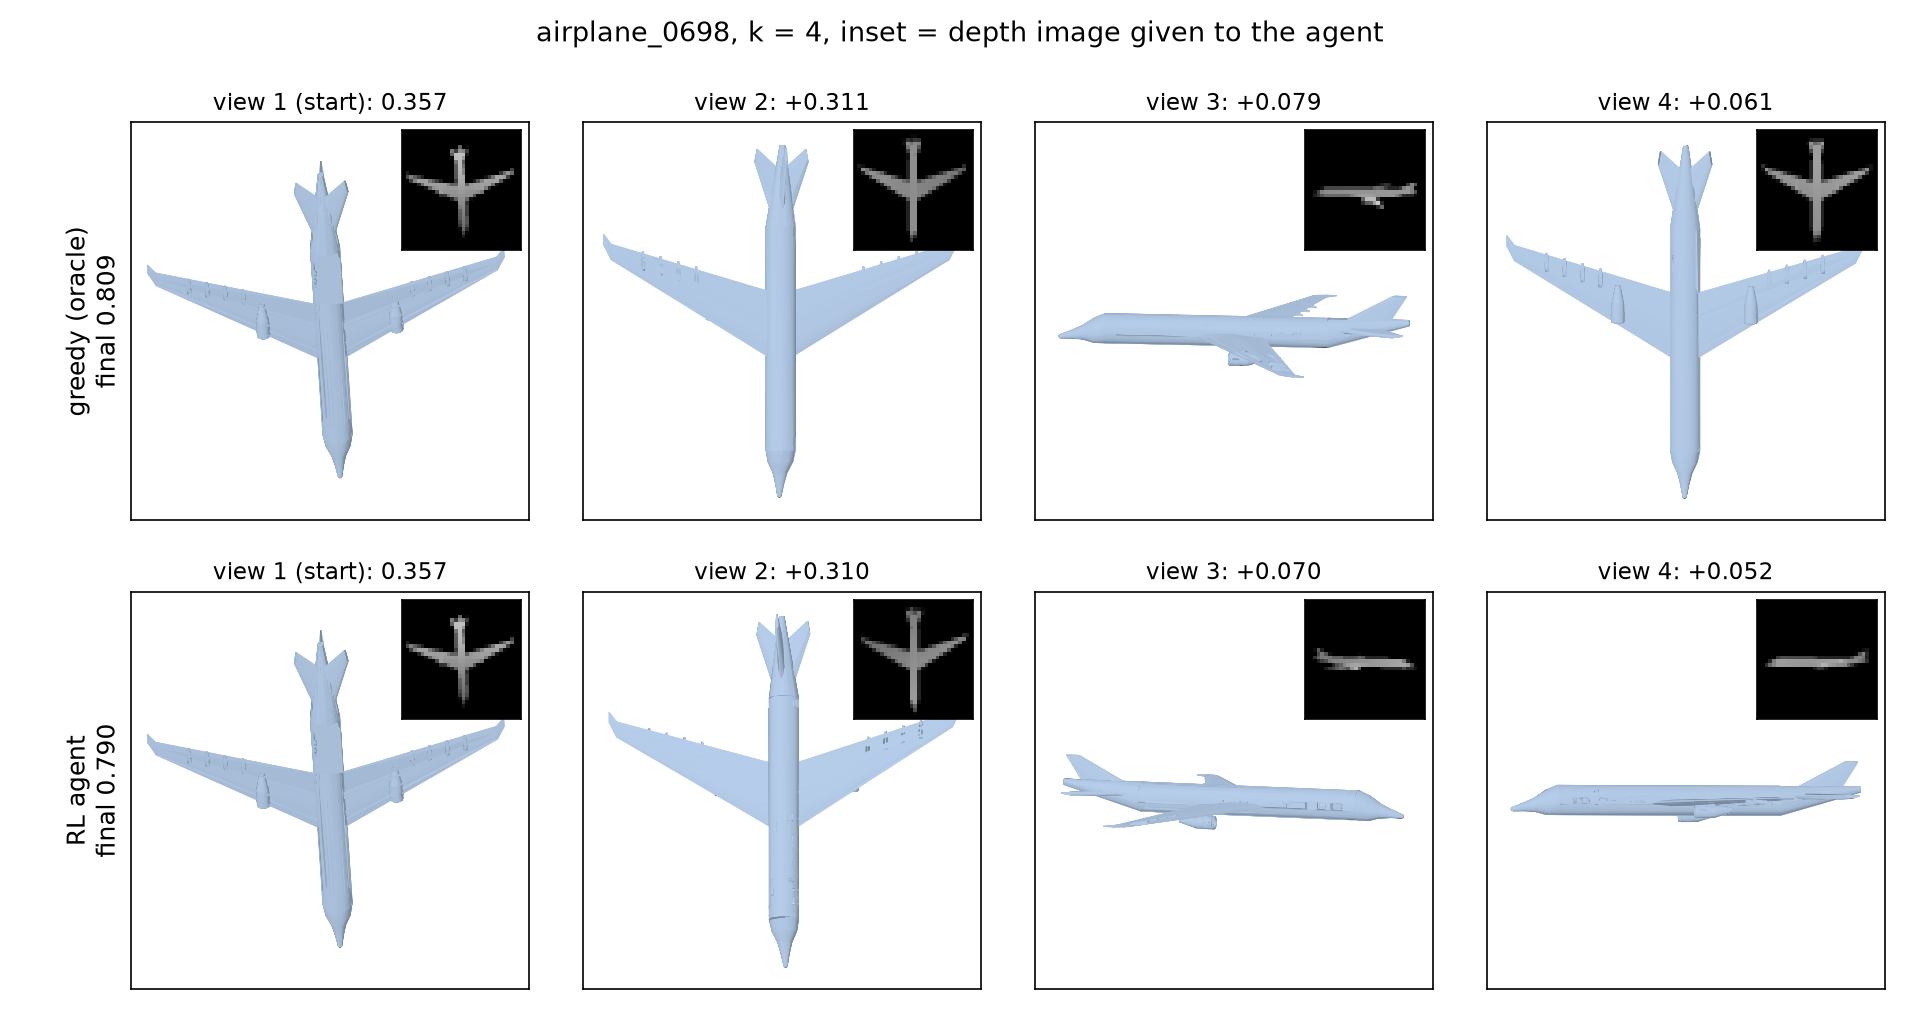 airplane_0698, k = 4, inset = depth image given to the agent
view 1 (start): 0.357
view 2: +0.311
view 3: +0.079
view 4: +0.061
greedy (oracle)
final 0.809
view 1 (start): 0.357
view 2: +0.310
view 3: +0.070
view 4: +0.052
RL agent
final 0.790